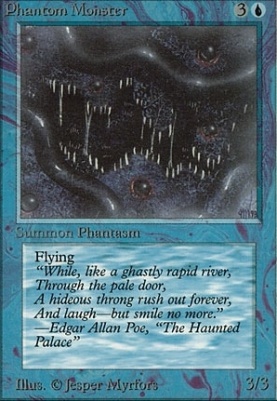 Phantom Monster 3
Summon Phantasm
Flying
“While, like a ghastly rapid river,
Through the pale door,
A hideous throng rush out forever,
And laugh—but smile no more.”
—Edgar Allan Poe, “The Haunted
Palace”
3/3
Illus. © Jesper Myrfors